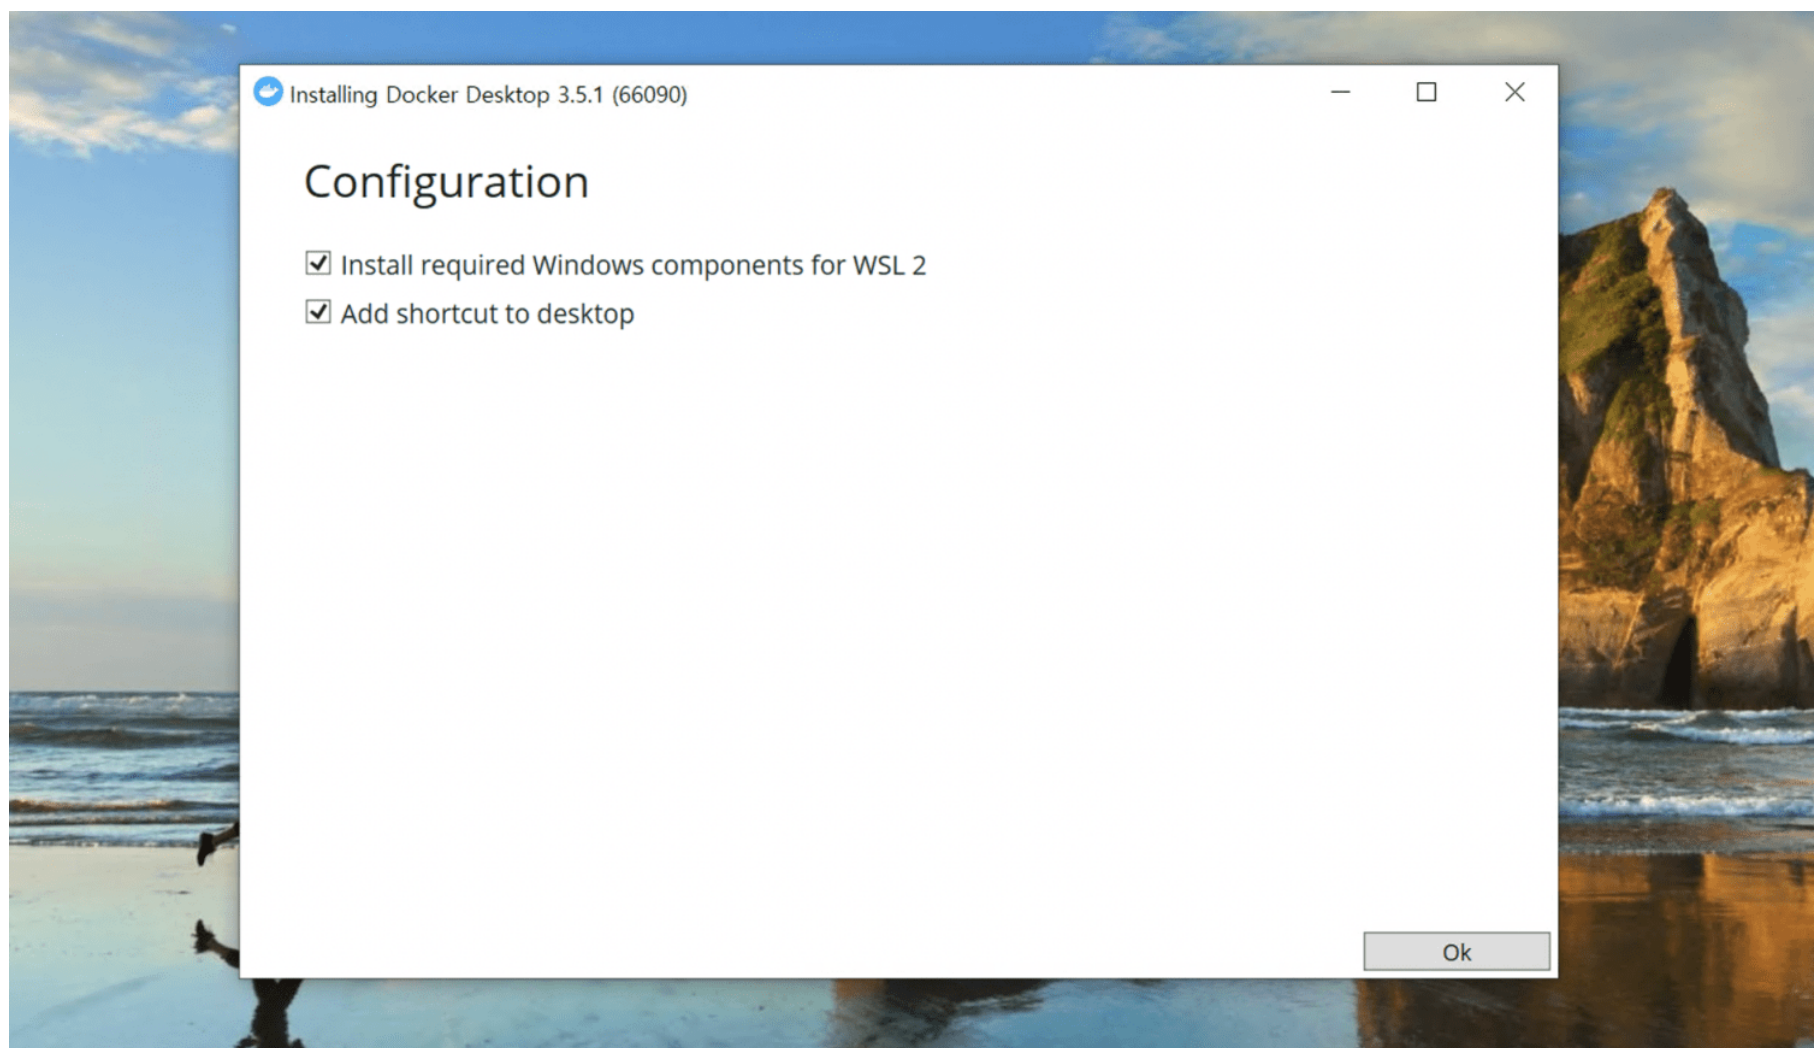 Installing Docker Desktop 3.5.1 (66090)
Configuration
Install required Windows components for WSL 2
Add shortcut to desktop
Ok